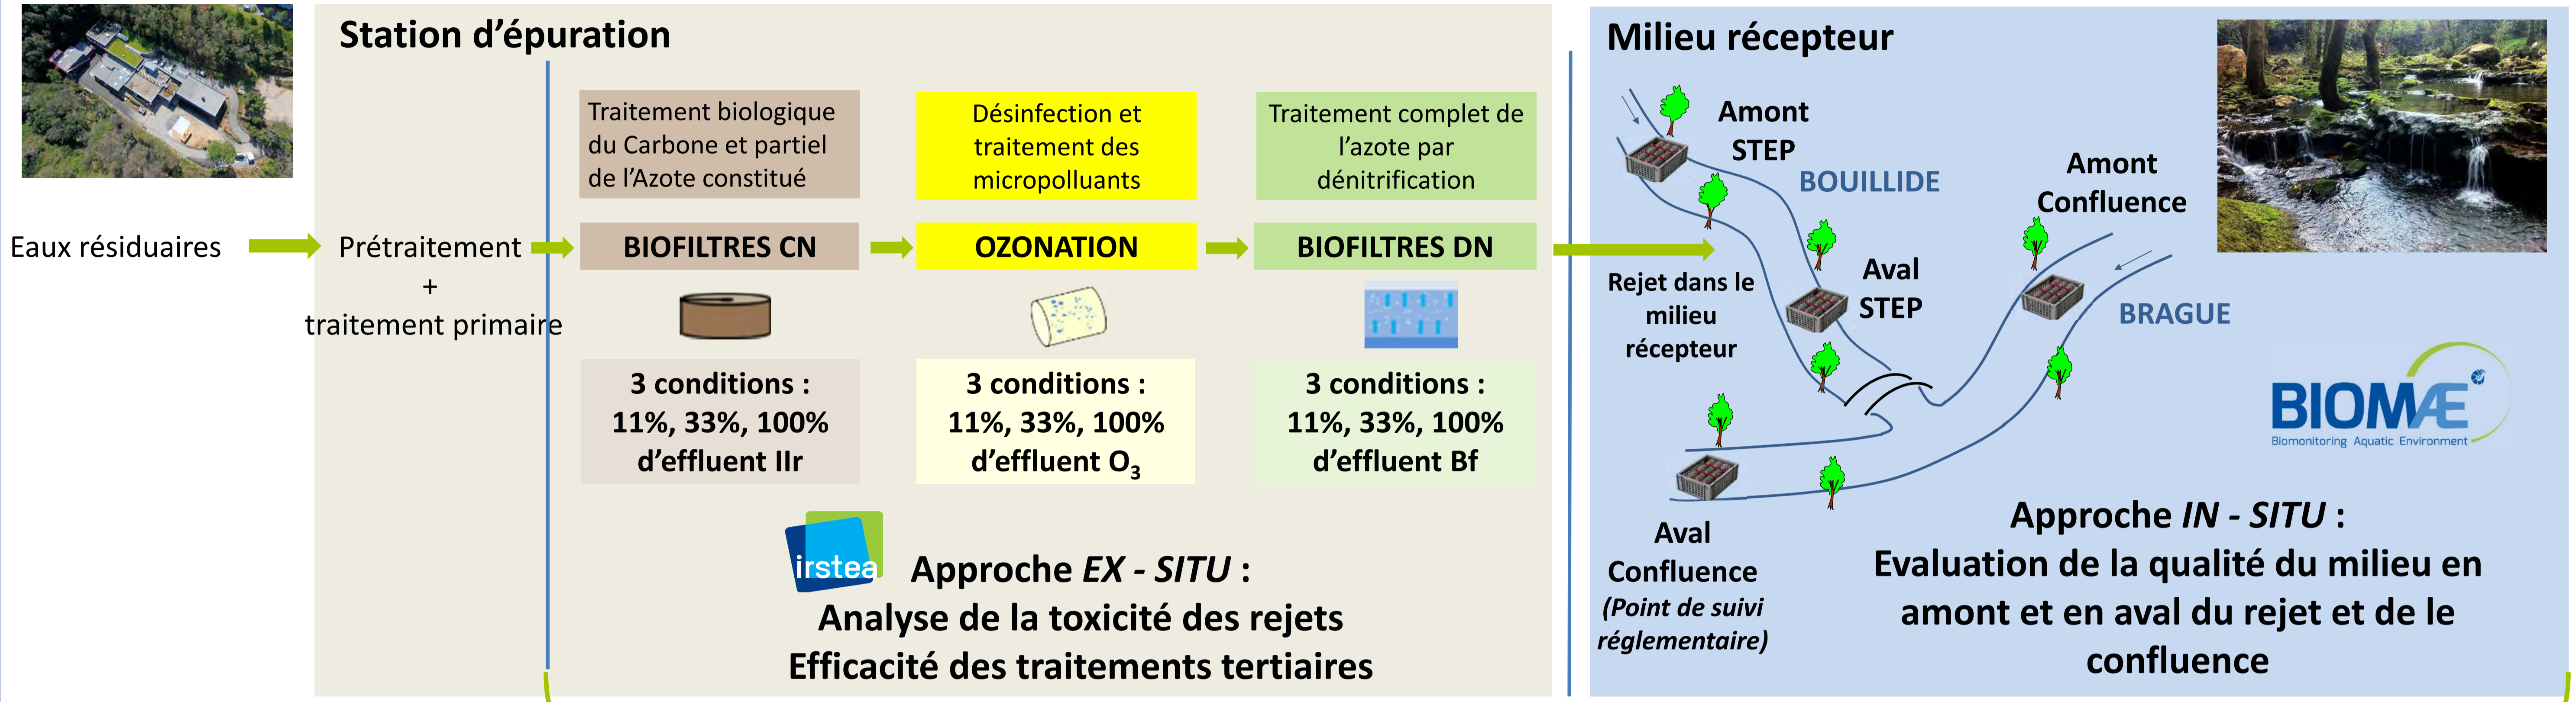 Station d'épuration
Eaux résiduaires
Prétraitement
+
traitement primaire
Traitement biologique
du Carbone et partiel
de l'Azote constitué
BIOFILTRES CN
3 conditions :
11%, 33%, 100%
d'effluent IIr
Désinfection et
traitement des
micropolluants
OZONATION
3 conditions :
11%, 33%, 100%
d'effluent O₃
Traitement complet de
l'azote par
dénitrification
BIOFILTRES DN
3 conditions :
11%, 33%, 100%
d'effluent Bf
irstea
Approche EX - SITU :
Analyse de la toxicité des rejets
Efficacité des traitements tertiaires
Milieu récepteur
Amont
STEP
BOUILLIDE
Amont
Confluence
Rejet dans le
milieu
récepteur
Aval
STEP
BRAGUE
BIOMÆ
Biomonitoring Aquatic Environment
Aval
Confluence
(Point de suivi
réglementaire)
Approche IN - SITU :
Evaluation de la qualité du milieu en
amont et en aval du rejet et de le
confluence